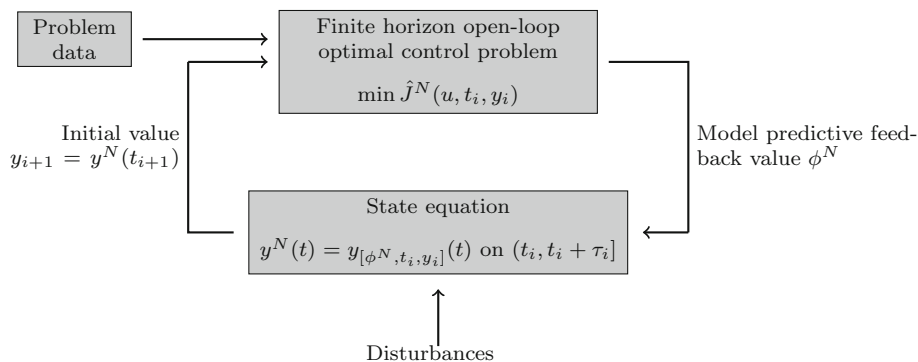 Problem
data
Finite horizon open-loop
optimal control problem
min Ĵ^N(u, t_i, y_i)
Initial value
y_{i+1} = y^N(t_{i+1})
Model predictive feed-
back value ϕ^N
State equation
y^N(t) = y_{[ϕ^N,t_i,y_i]}(t) on (t_i, t_i + τ_i]
Disturbances